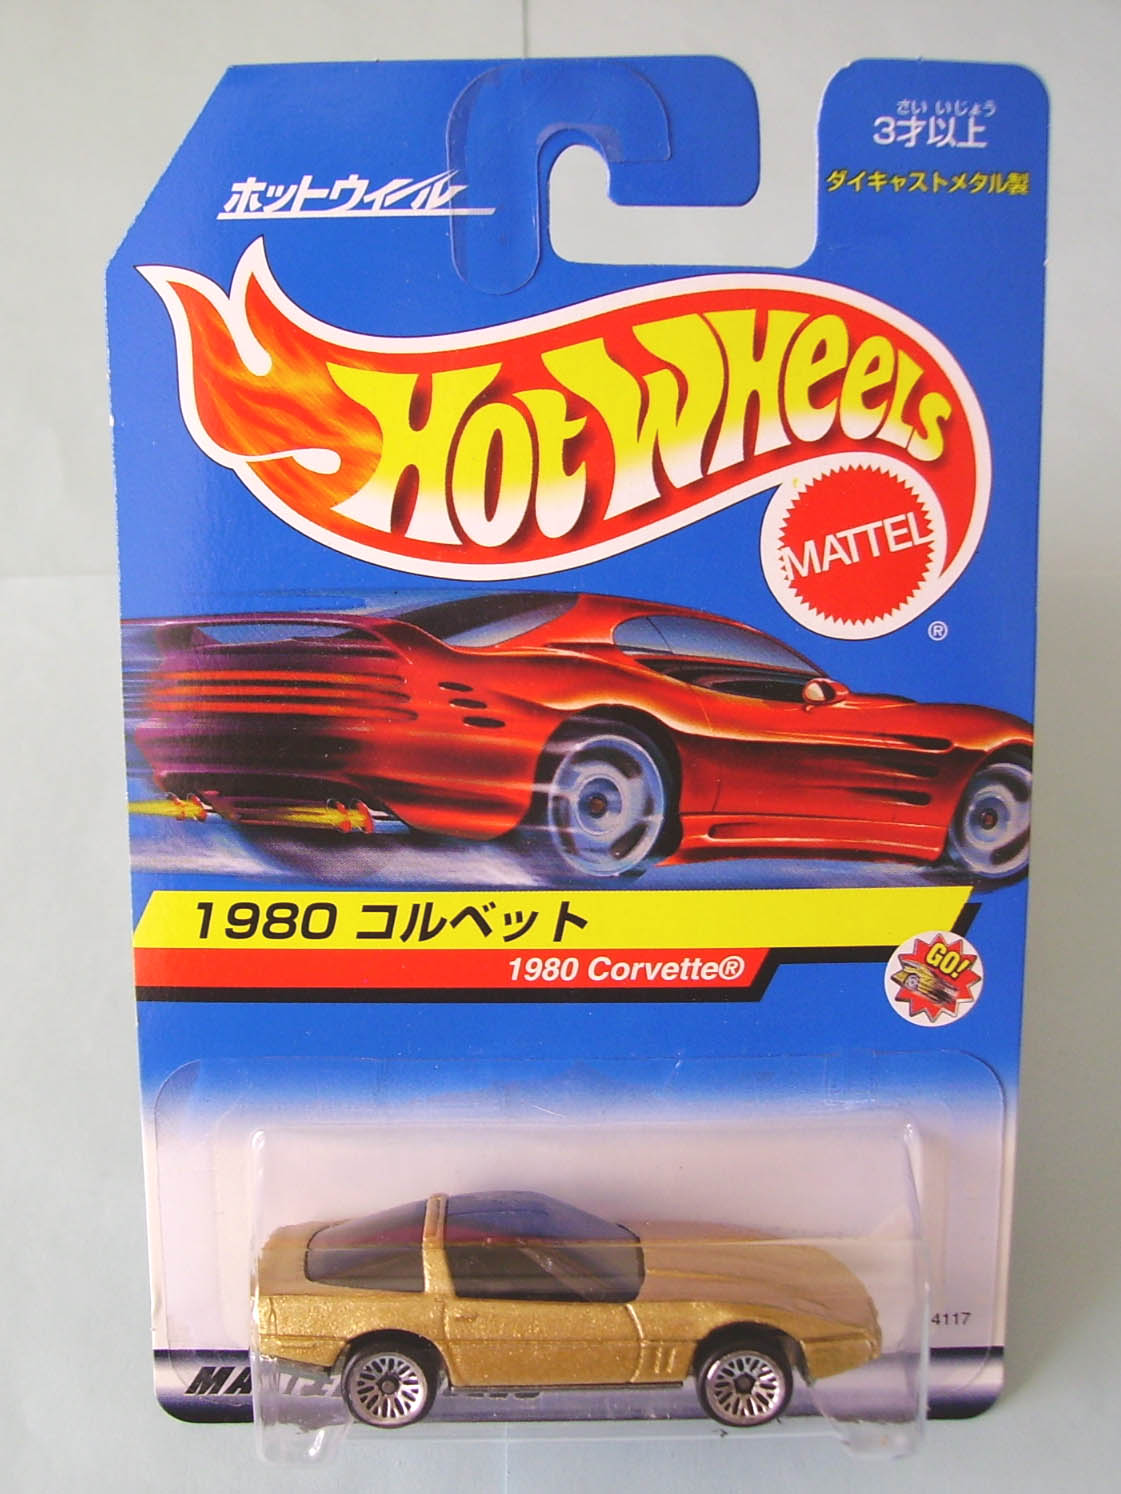 さい いじょう
3才以上
ダイキャストメタル製
ホットウィール
HOT WHEELS
MATTEL
®
1980 コルベット
1980 Corvette®
GO!
4117